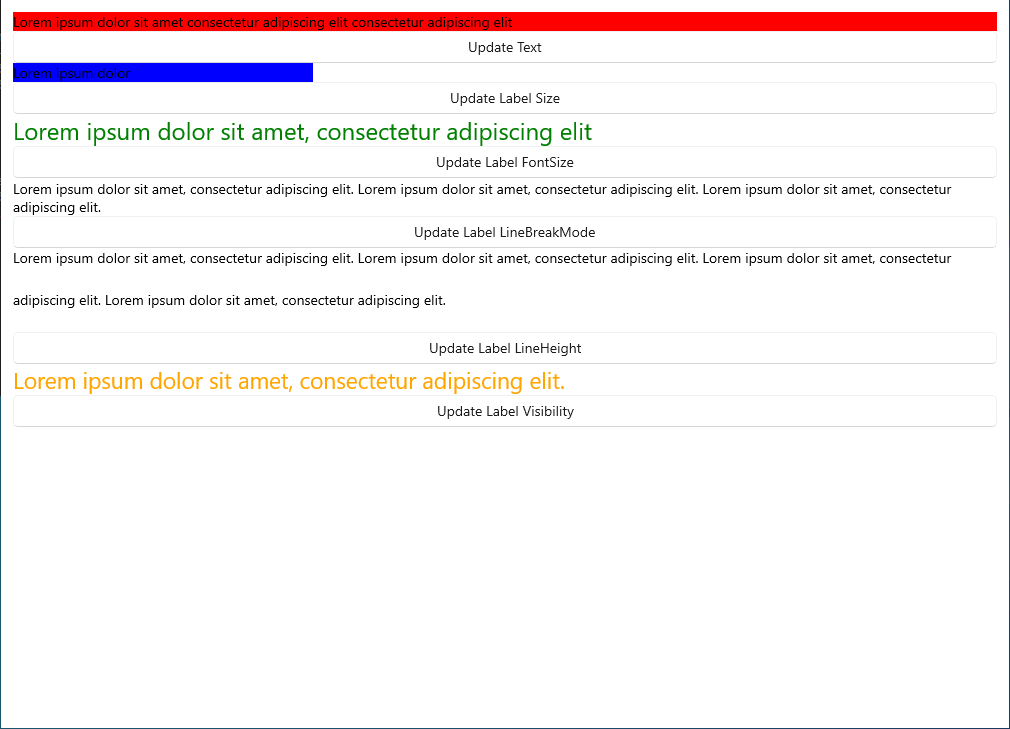 Lorem ipsum dolor sit amet consectetur adipiscing elit consectetur adipiscing elit
Update Text
Lorem ipsum dolor
Update Label Size
Lorem ipsum dolor sit amet, consectetur adipiscing elit
Update Label FontSize
Lorem ipsum dolor sit amet, consectetur adipiscing elit. Lorem ipsum dolor sit amet, consectetur adipiscing elit. Lorem ipsum dolor sit amet, consectetur
adipiscing elit.
Update Label LineBreakMode
Lorem ipsum dolor sit amet, consectetur adipiscing elit. Lorem ipsum dolor sit amet, consectetur adipiscing elit. Lorem ipsum dolor sit amet, consectetur
adipiscing elit. Lorem ipsum dolor sit amet, consectetur adipiscing elit.
Update Label LineHeight
Lorem ipsum dolor sit amet, consectetur adipiscing elit.
Update Label Visibility